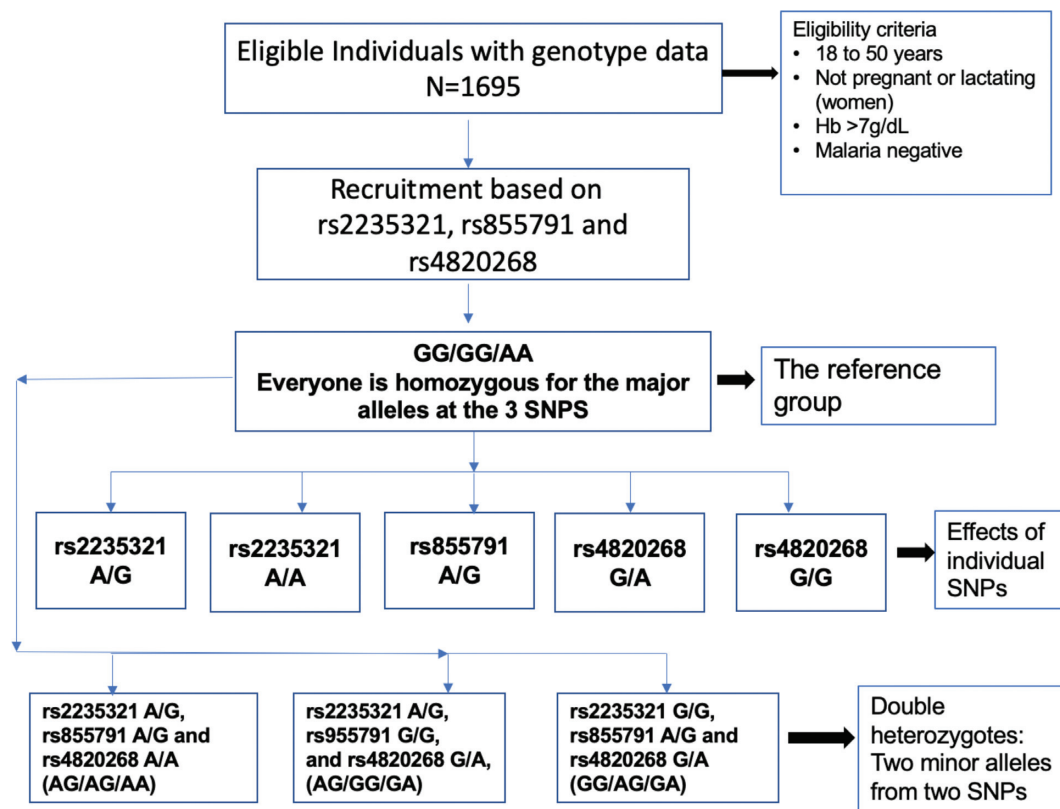 Eligible Individuals with genotype data
N=1695
Eligibility criteria
• 18 to 50 years
• Not pregnant or lactating
(women)
• Hb >7g/dL
• Malaria negative
Recruitment based on
rs2235321, rs855791 and
rs4820268
GG/GG/AA
Everyone is homozygous for the major
alleles at the 3 SNPS
The reference
group
rs2235321
A/G
rs2235321
A/A
rs855791
A/G
rs4820268
G/A
rs4820268
G/G
Effects of
individual
SNPs
rs2235321 A/G,
rs855791 A/G and
rs4820268 A/A
(AG/AG/AA)
rs2235321 A/G,
rs955791 G/G,
and rs4820268 G/A,
(AG/GG/GA)
rs2235321 G/G,
rs855791 A/G and
rs4820268 G/A
(GG/AG/GA)
Double
heterozygotes:
Two minor alleles
from two SNPs